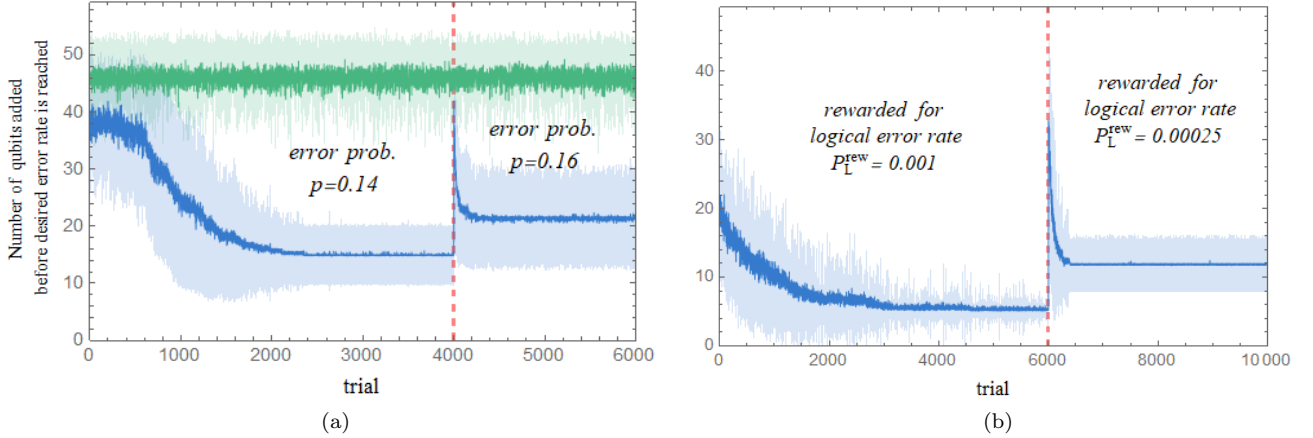 Number of qubits added
before desired error rate is reached
50
40
30
20
10
0
error prob.
p=0.14
error prob.
p=0.16
0
1000
2000
3000
4000
5000
6000
trial
(a)
40
30
20
10
0
rewarded for
logical error rate
P_L^rew = 0.001
rewarded for
logical error rate
P_L^rew = 0.00025
0
2000
4000
6000
8000
10 000
trial
(b)